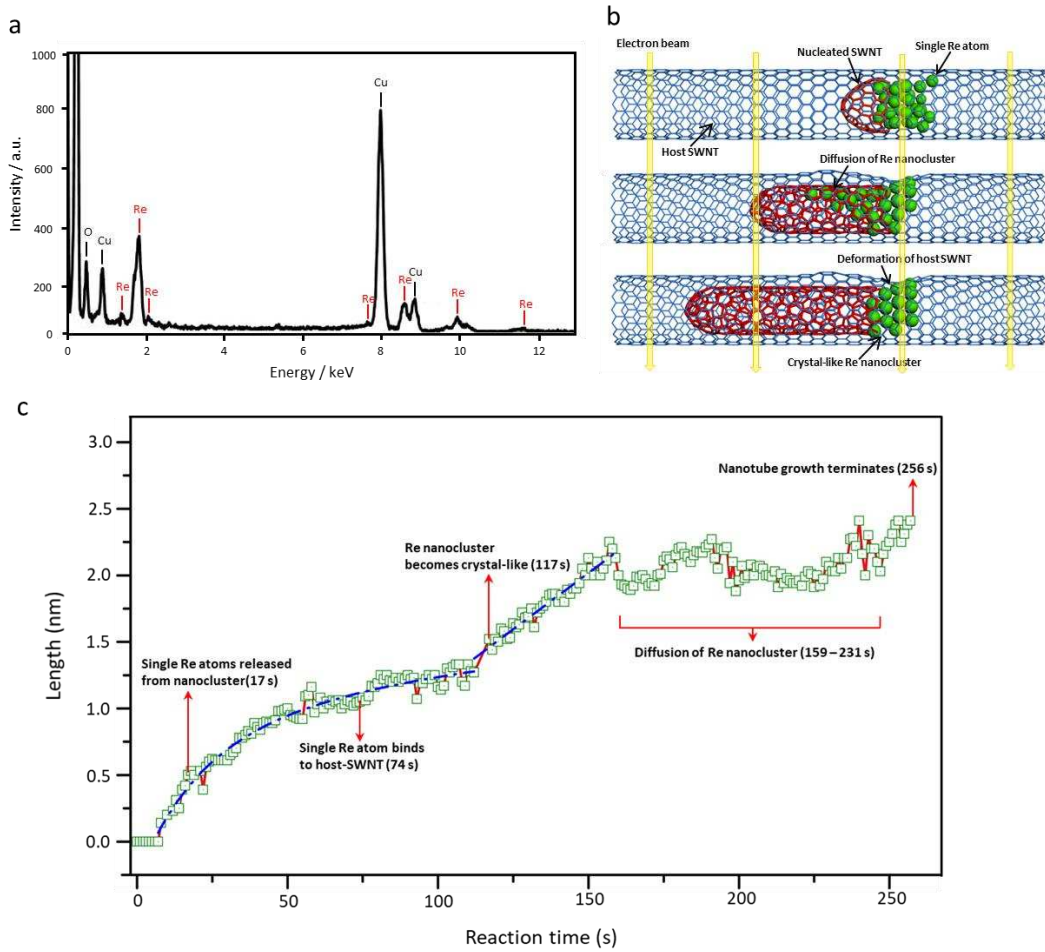 a
1000
800
600
400
200
0
Intensity / a.u.
O
Cu
Re
Re
Re
Cu
Re
Re
Cu
Re
Re
0
2
4
6
8
10
12
Energy / keV
b
Electron beam
Nucleated SWNT
Single Re atom
Host SWNT
Diffusion of Re nanocluster
Deformation of host SWNT
Crystal-like Re nanocluster
c
3.0
2.5
2.0
1.5
1.0
0.5
0.0
Length (nm)
Nanotube growth terminates (256 s)
Re nanocluster
becomes crystal-like (117 s)
Single Re atoms released
from nanocluster(17 s)
Single Re atom binds
to host-SWNT (74 s)
Diffusion of Re nanocluster (159 – 231 s)
0
50
100
150
200
250
Reaction time (s)